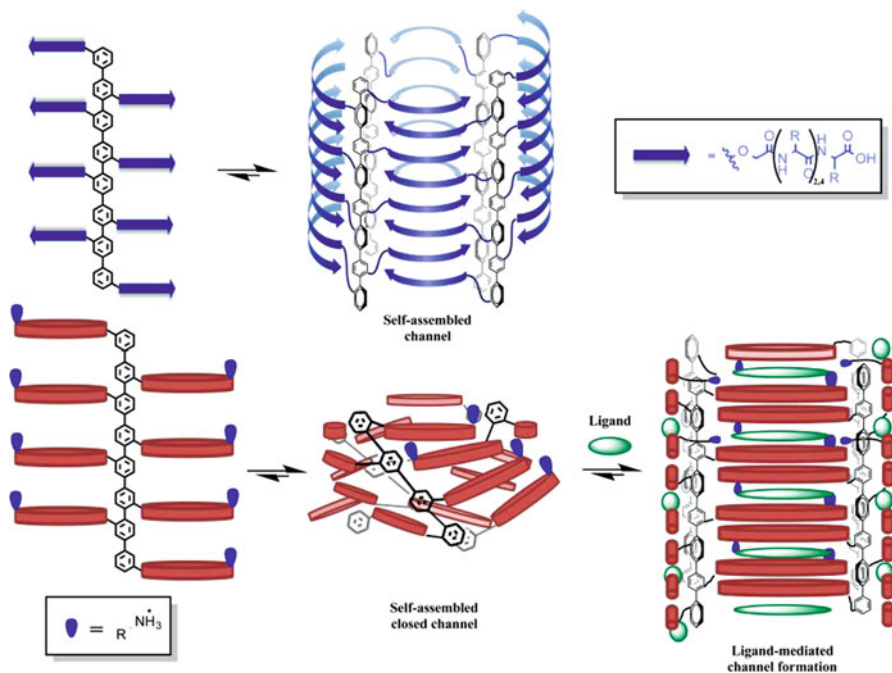 =
O
O
N
H
R
O
2,4
H
N
R
O
OH
Self-assembled
channel
Ligand
= R NH3
+
Self-assembled
closed channel
Ligand-mediated
channel formation